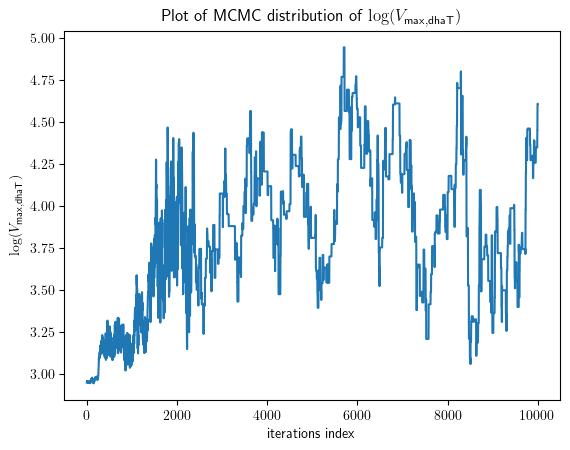 Plot of MCMC distribution of log(V_max,dhaT)
log(V_max,dhaT)
5.00
4.75
4.50
4.25
4.00
3.75
3.50
3.25
3.00
0 2000 4000 6000 8000 10000
iterations index